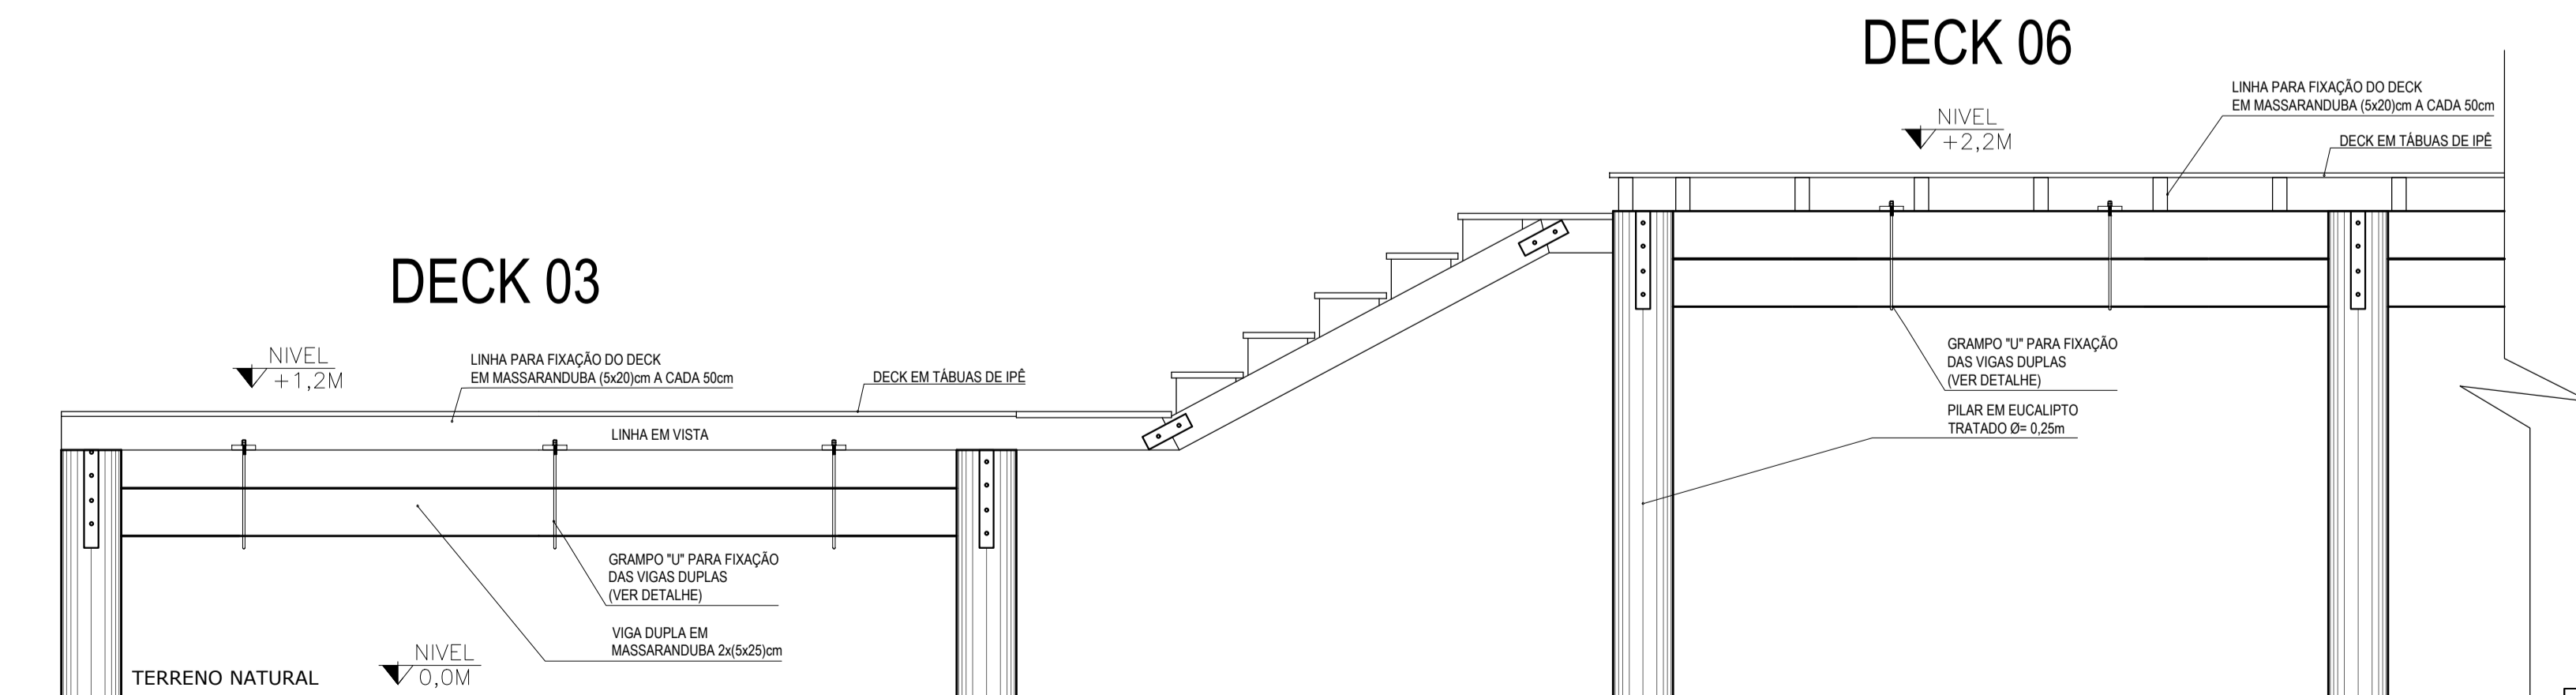 DECK 06
LINHA PARA FIXAÇÃO DO DECK
EM MASSARANDUBA (5x20)cm A CADA 50cm
NIVEL
+2,2M
DECK EM TÁBUAS DE IPÊ
DECK 03
NIVEL
+1,2M
LINHA PARA FIXAÇÃO DO DECK
EM MASSARANDUBA (5x20)cm A CADA 50cm
DECK EM TÁBUAS DE IPÊ
LINHA EM VISTA
GRAMPO "U" PARA FIXAÇÃO
DAS VIGAS DUPLAS
(VER DETALHE)
PILAR EM EUCALIPTO
TRATADO Ø= 0,25m
GRAMPO "U" PARA FIXAÇÃO
DAS VIGAS DUPLAS
(VER DETALHE)
VIGA DUPLA EM
MASSARANDUBA 2x(5x25)cm
TERRENO NATURAL
NIVEL
0,0M